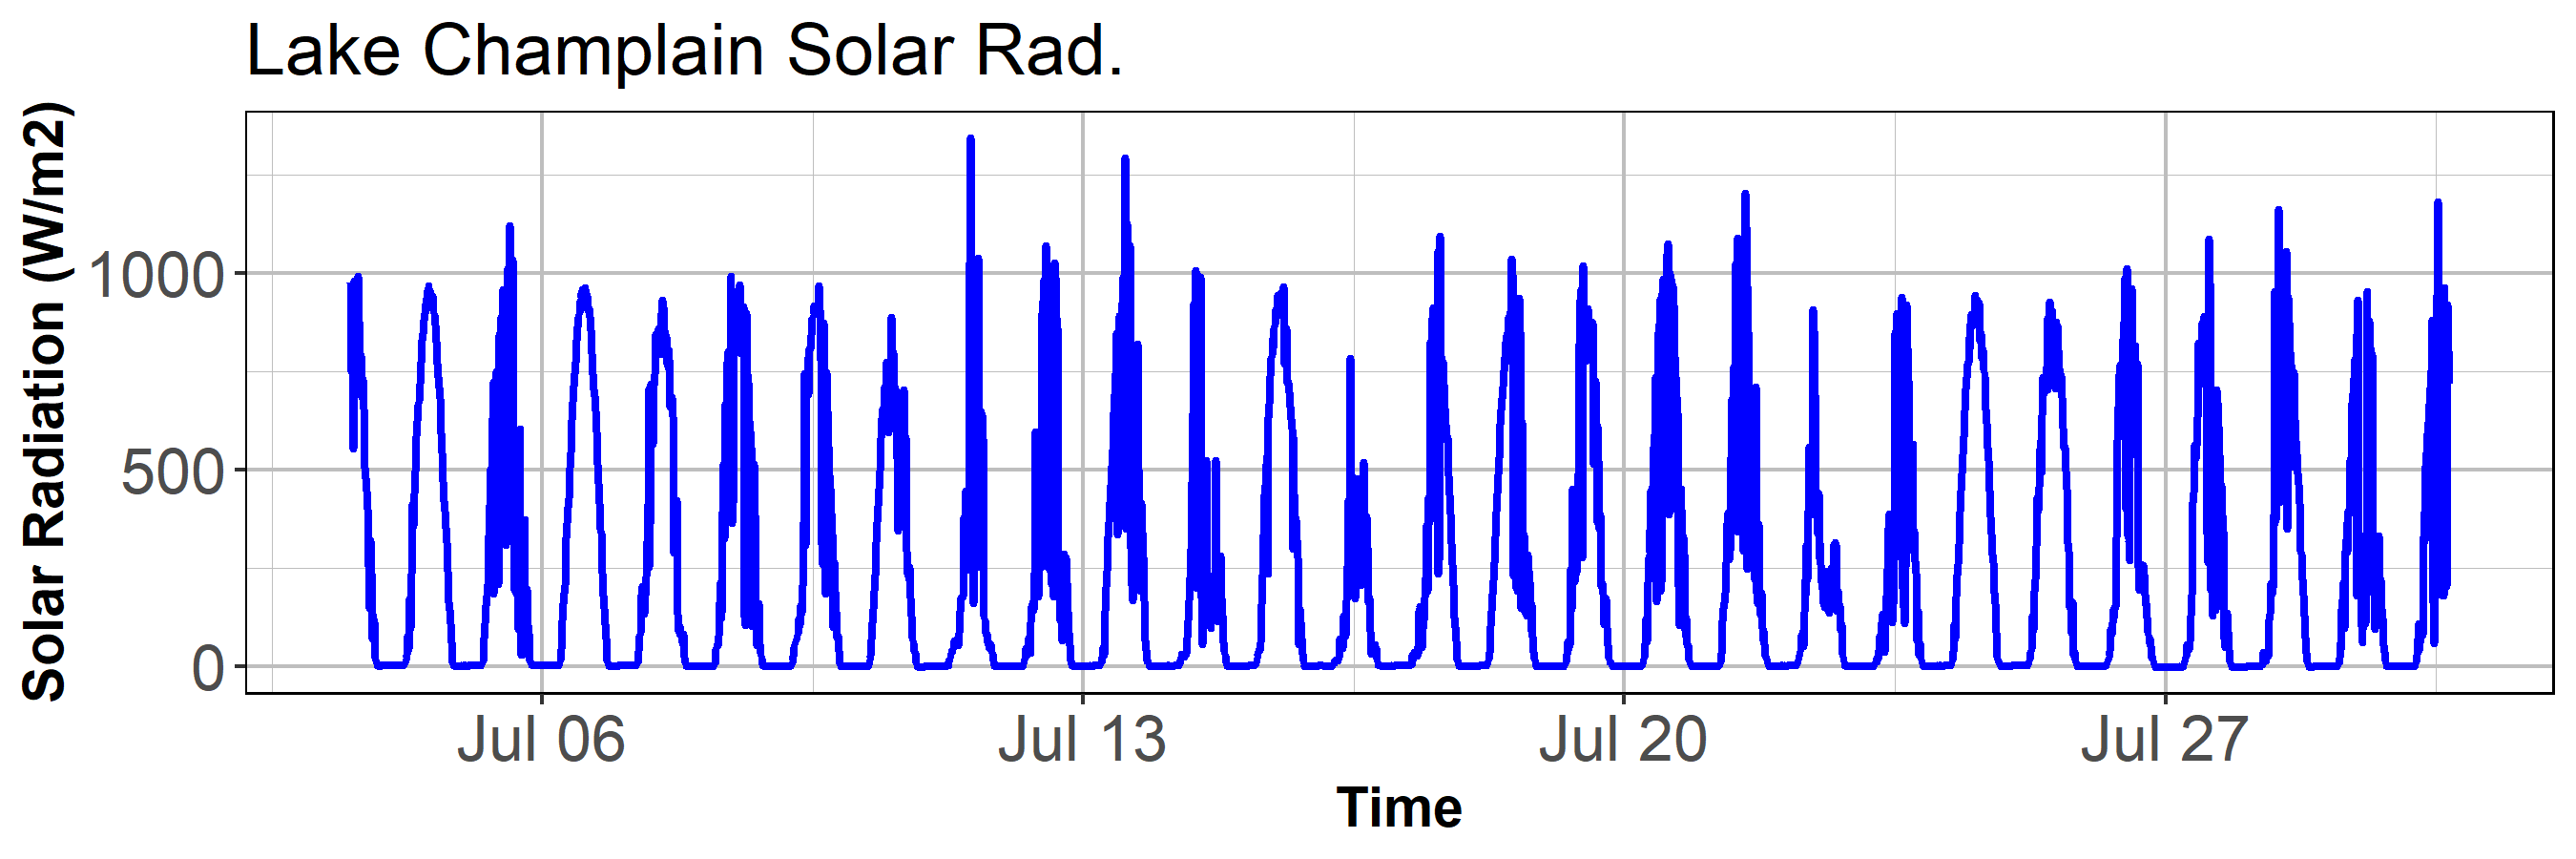 Lake Champlain Solar Rad.
Solar Radiation (W/m2)
1000
500
0
Jul 06
Jul 13
Jul 20
Jul 27
Time